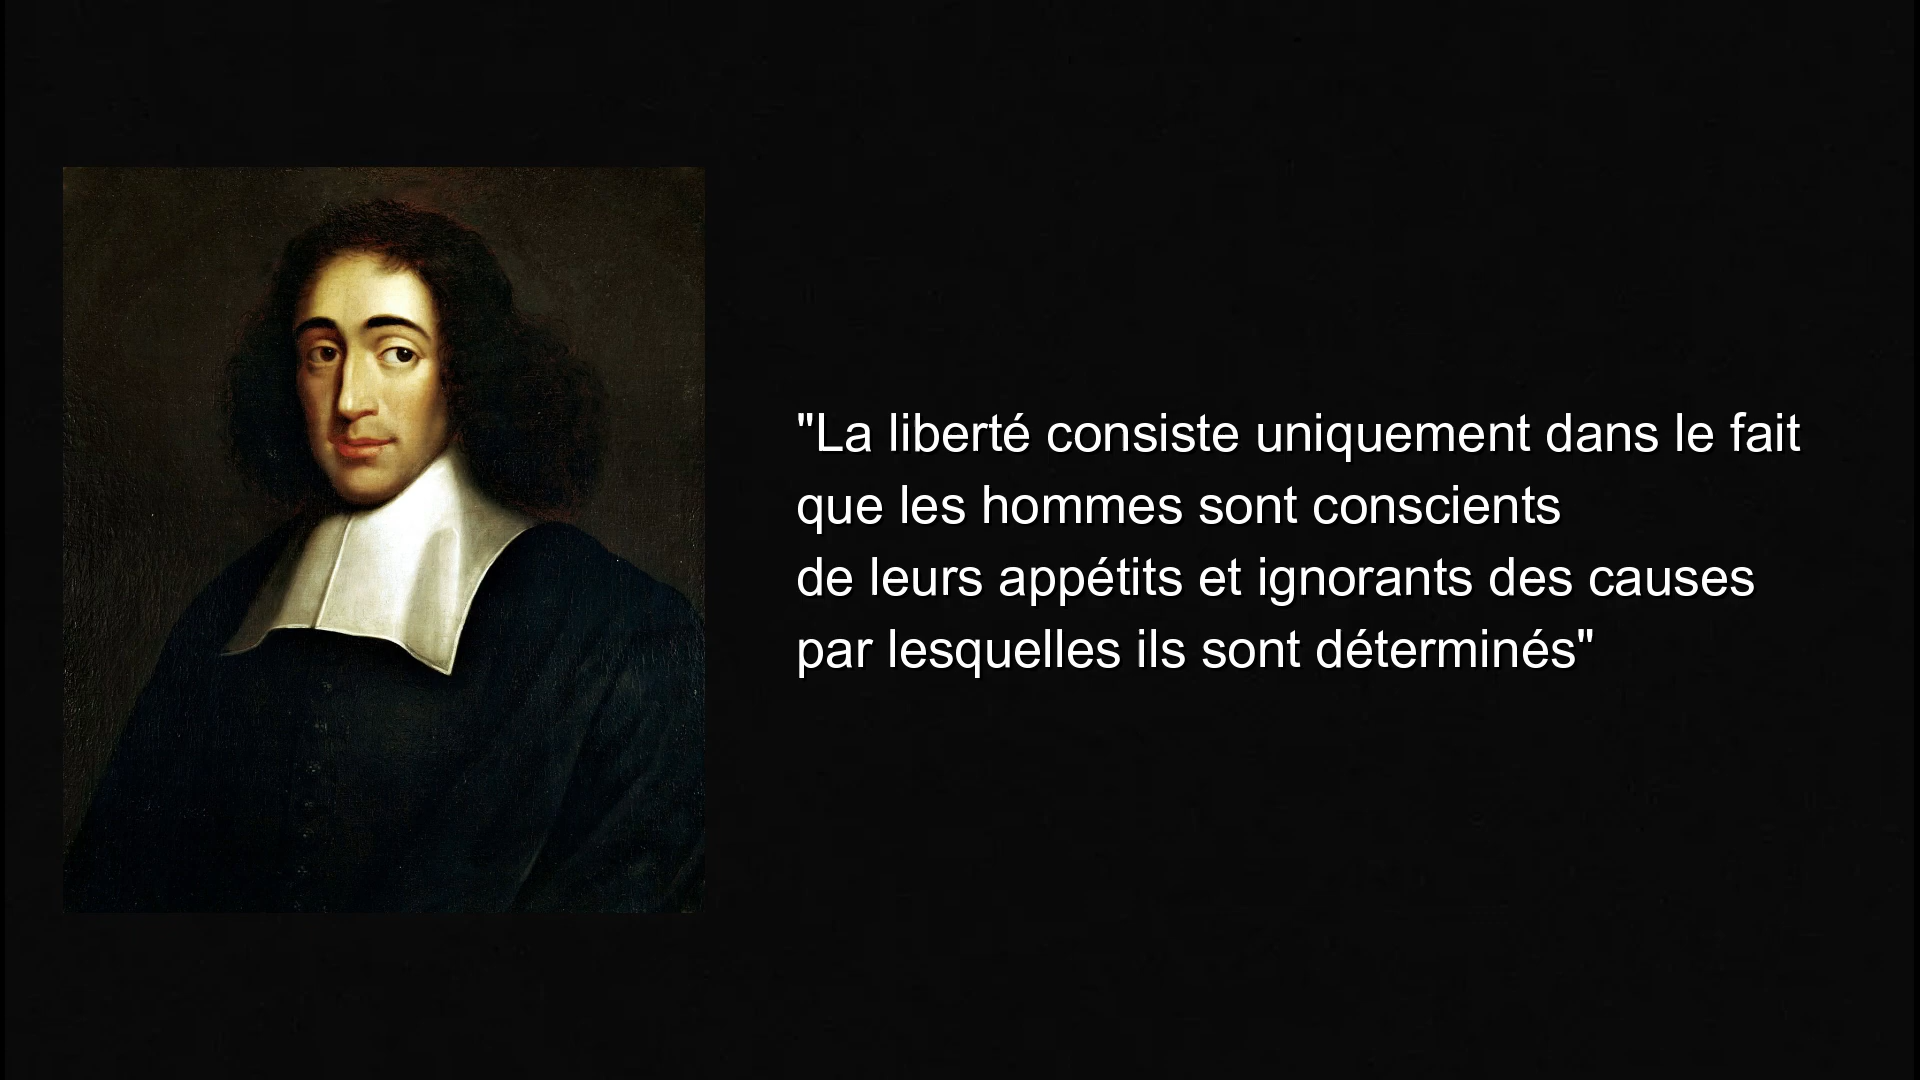 "La liberté consiste uniquement dans le fait
que les hommes sont conscients
de leurs appétits et ignorants des causes
par lesquelles ils sont déterminés"